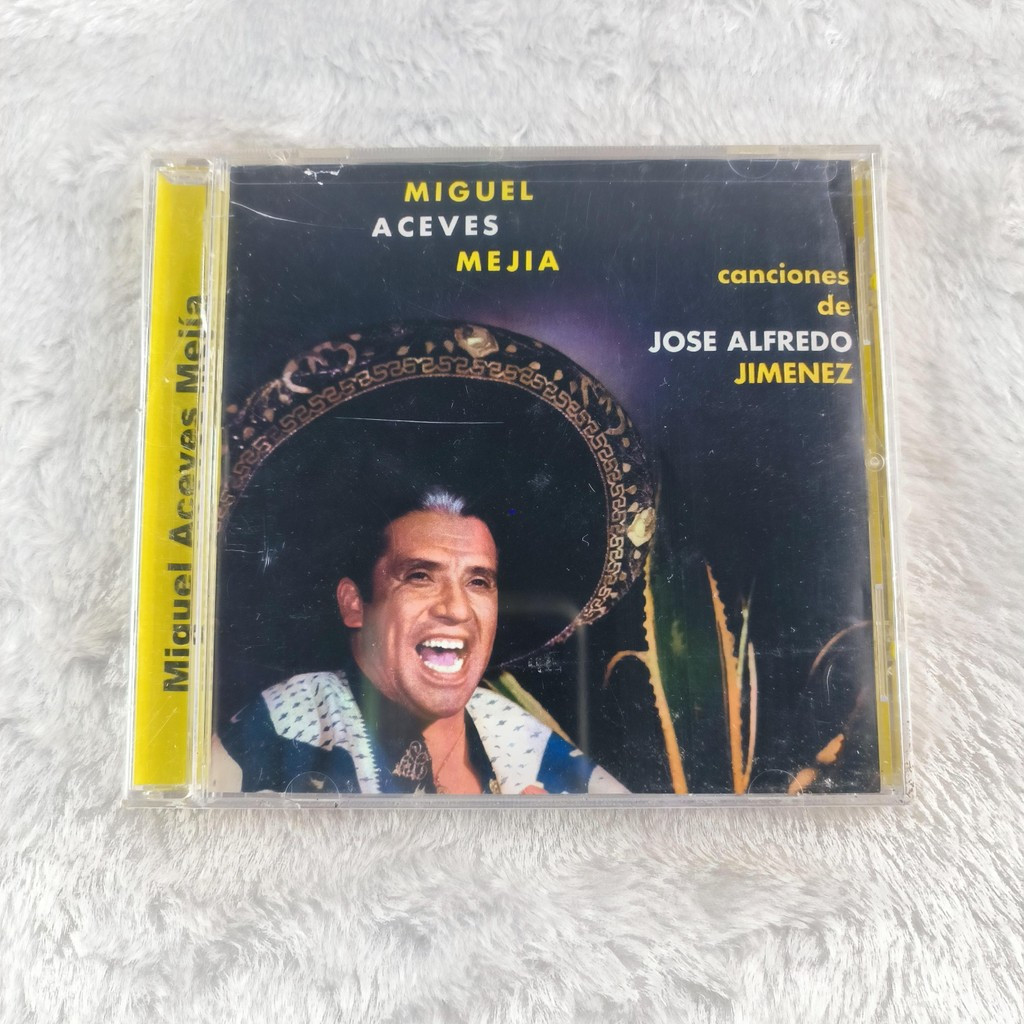 MIGUEL
ACEVES
MEJIA
canciones
de
JOSE ALFREDO
JIMENEZ
Miguel Aceves Mejía